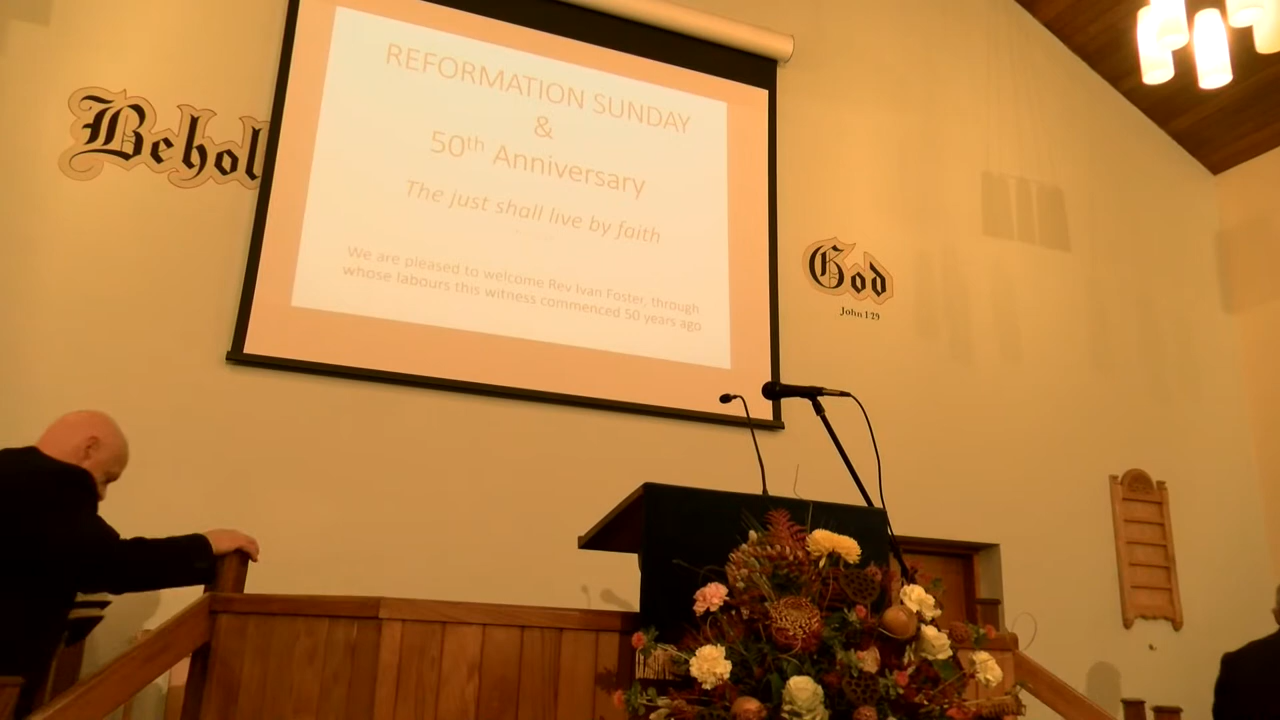 Behol
REFORMATION SUNDAY
&
50th Anniversary
The just shall live by faith
We are pleased to welcome Rev Ivan Foster, through
whose labours this witness commenced 50 years ago
God
John 1:29